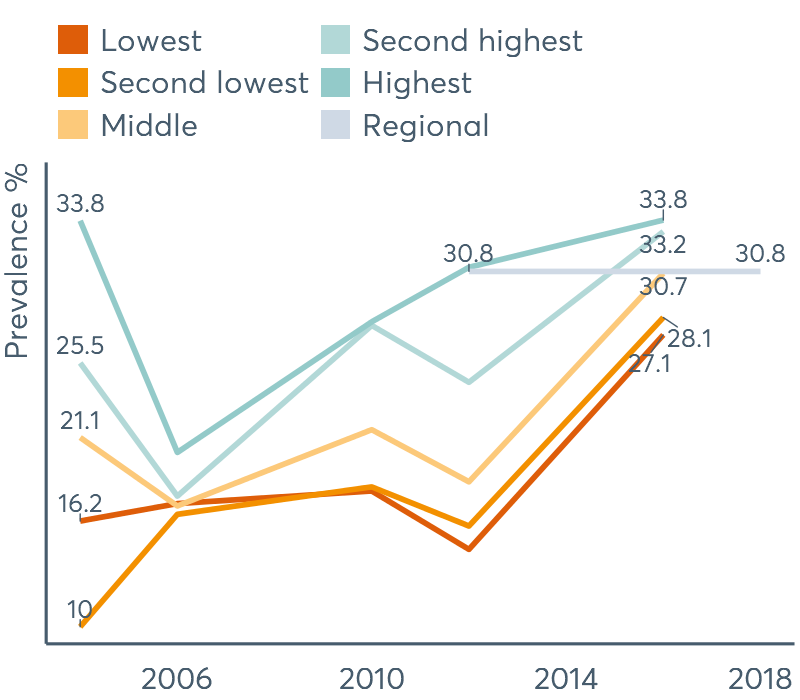 Lowest
Second highest
Second lowest
Highest
Middle
Regional
Prevalence %
33.8
33.8
33.2
30.8
30.8
30.7
25.5
28.1
27.1
21.1
16.2
10
2006
2010
2014
2018